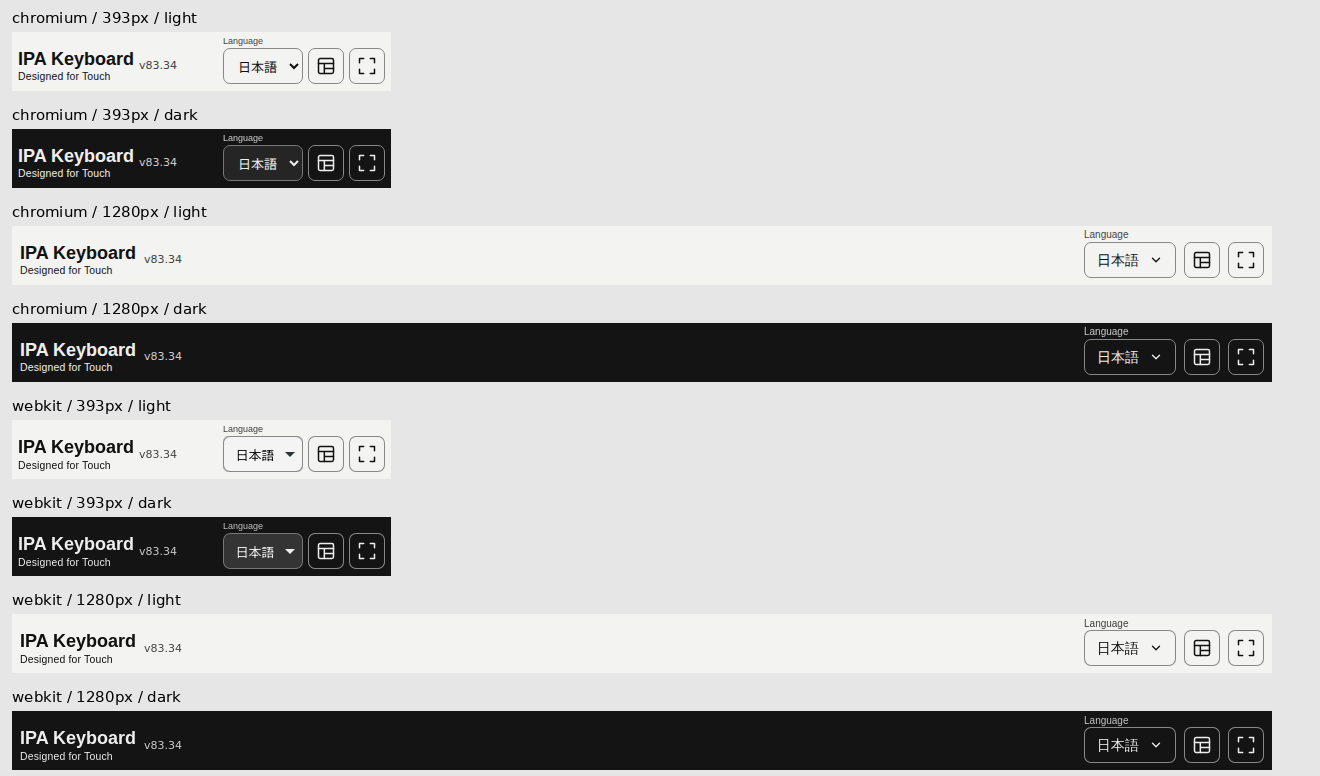 chromium / 393px / light
Language
IPA Keyboard v83.34 日本語
Designed for Touch
chromium / 393px / dark
Language
IPA Keyboard v83.34 日本語
Designed for Touch
chromium / 1280px / light
Language
IPA Keyboard v83.34 日本語
Designed for Touch
chromium / 1280px / dark
Language
IPA Keyboard v83.34 日本語
Designed for Touch
webkit / 393px / light
Language
IPA Keyboard v83.34 日本語
Designed for Touch
webkit / 393px / dark
Language
IPA Keyboard v83.34 日本語
Designed for Touch
webkit / 1280px / light
Language
IPA Keyboard v83.34 日本語
Designed for Touch
webkit / 1280px / dark
Language
IPA Keyboard v83.34 日本語
Designed for Touch